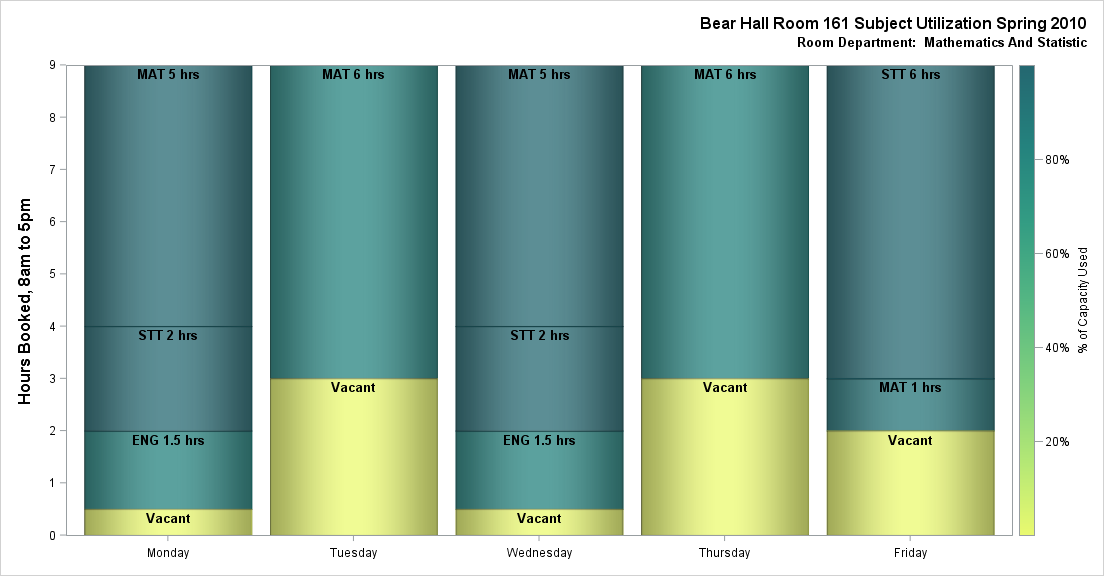 Bear Hall Room 161 Subject Utilization Spring 2010
Room Department:  Mathematics And Statistic
Hours Booked, 8am to 5pm
9
8
7
6
5
4
3
2
1
0
MAT 5 hrs
STT 2 hrs
ENG 1.5 hrs
Vacant
MAT 6 hrs
Vacant
MAT 5 hrs
STT 2 hrs
ENG 1.5 hrs
Vacant
MAT 6 hrs
Vacant
STT 6 hrs
MAT 1 hrs
Vacant
Monday
Tuesday
Wednesday
Thursday
Friday
80%
60%
40%
20%
% of Capacity Used